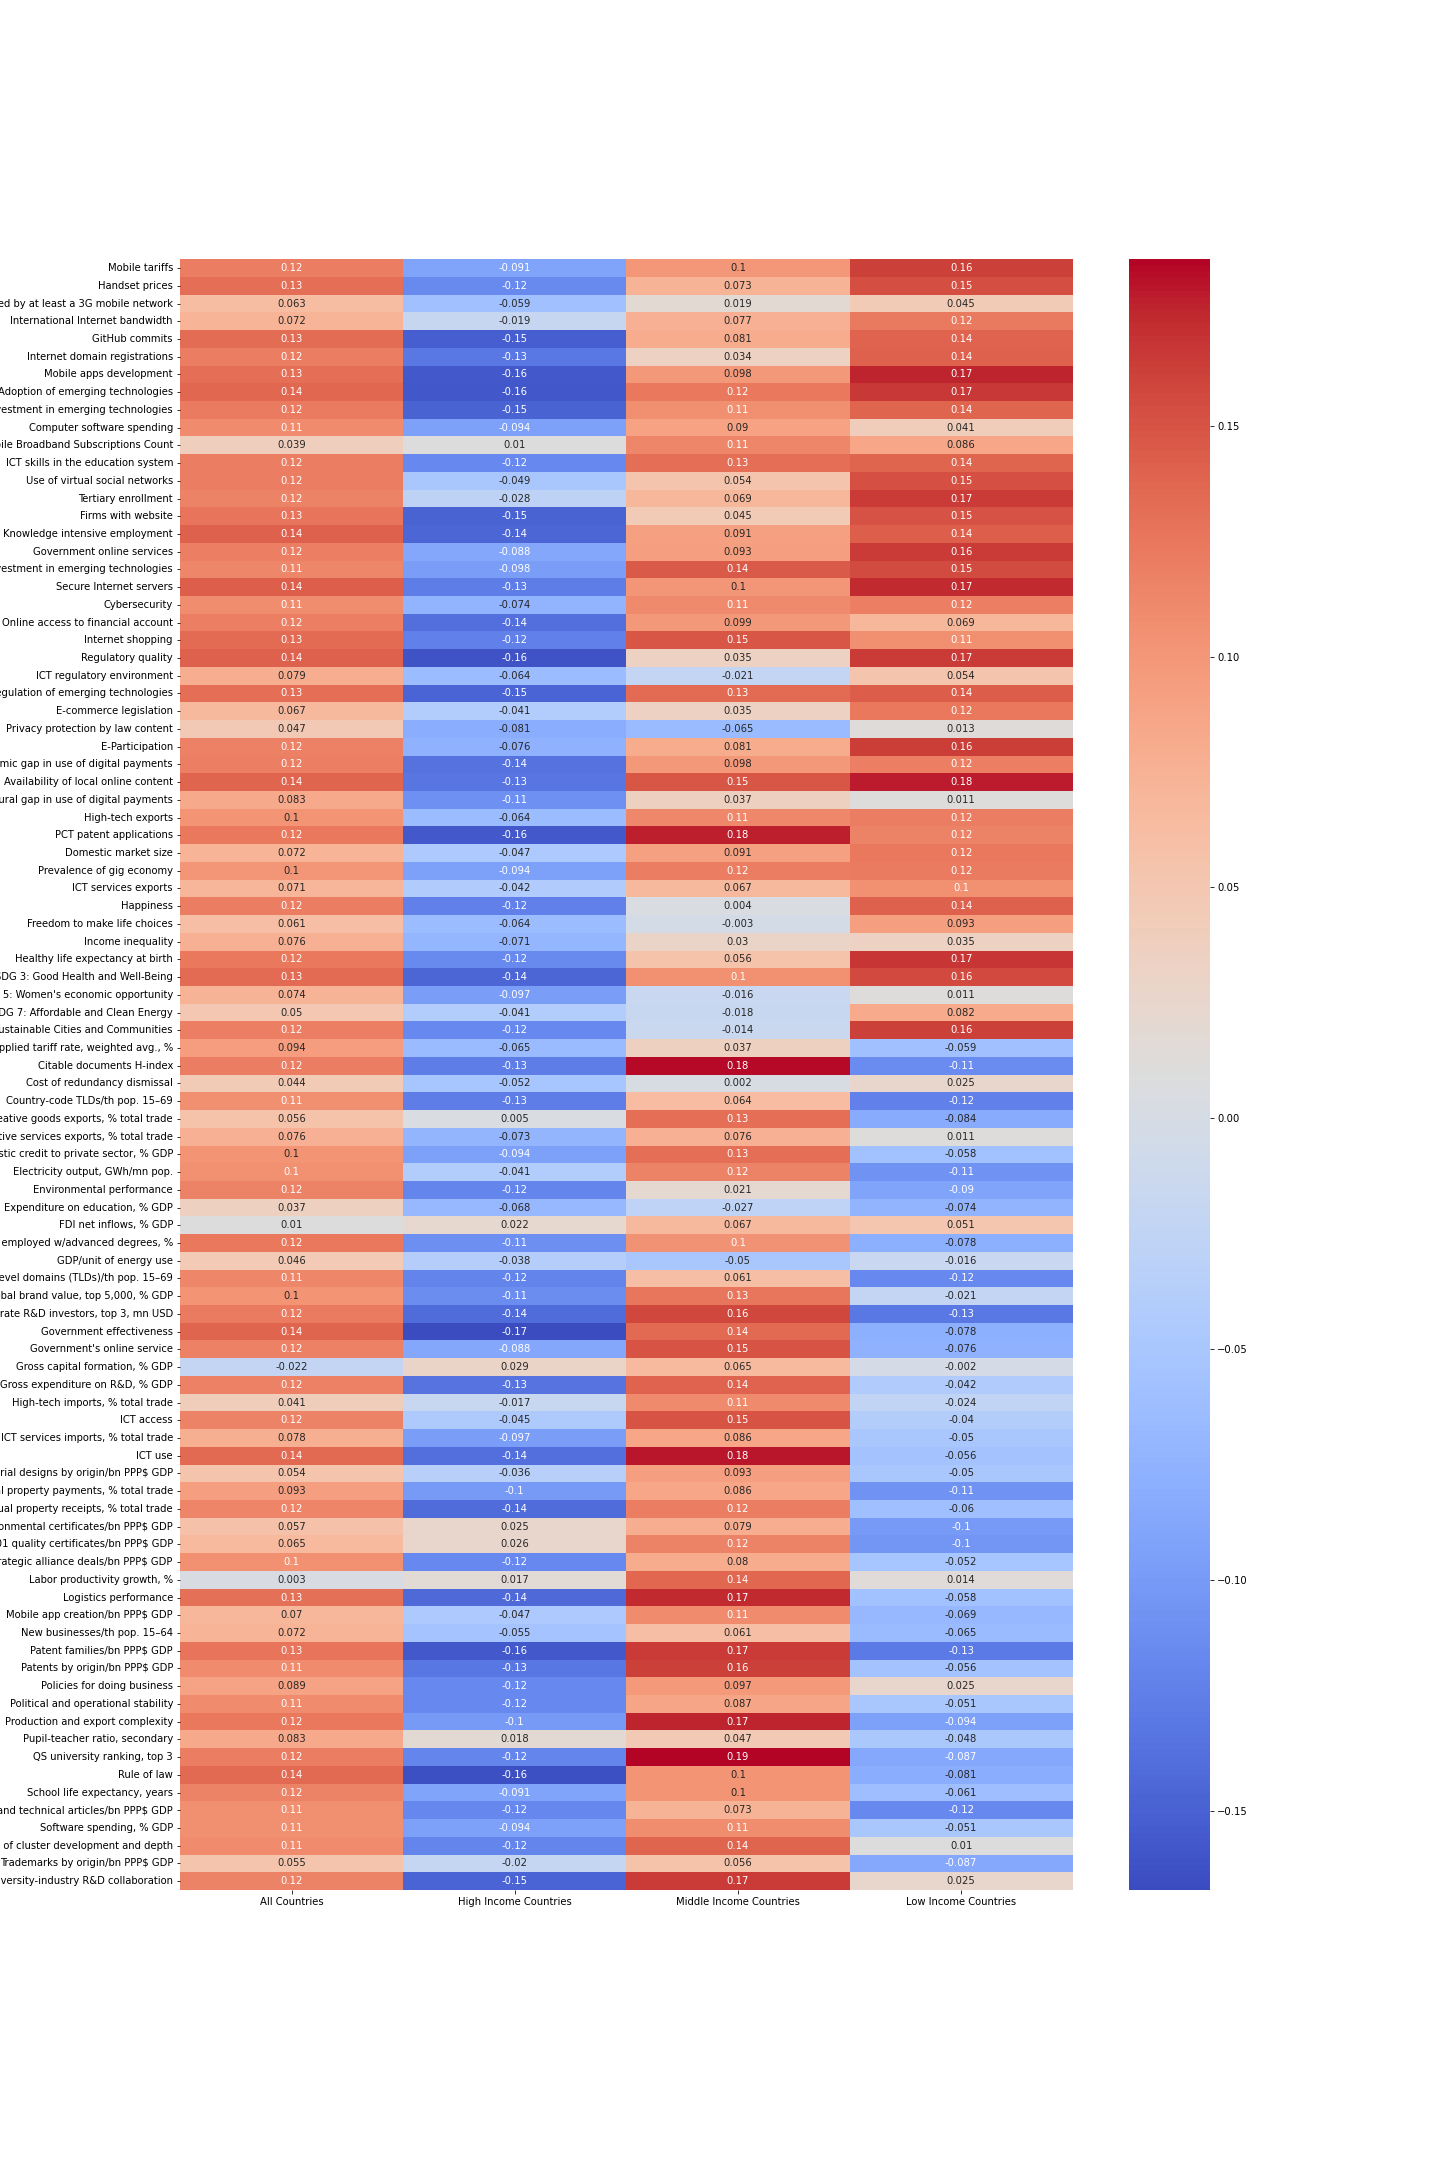 Mobile tariffs 0.12 -0.091 0.1 0.16
Handset prices 0.13 -0.12 0.073 0.15
ed by at least a 3G mobile network 0.063 -0.059 0.019 0.045
International Internet bandwidth 0.072 -0.019 0.077 0.12
GitHub commits 0.13 -0.15 0.081 0.14
Internet domain registrations 0.12 -0.13 0.034 0.14
Mobile apps development 0.13 -0.16 0.098 0.17
Adoption of emerging technologies 0.14 -0.16 0.12 0.17
vestment in emerging technologies 0.12 -0.15 0.11 0.14
Computer software spending 0.11 -0.094 0.09 0.041
ile Broadband Subscriptions Count 0.039 0.01 0.11 0.086
ICT skills in the education system 0.12 -0.12 0.13 0.14
Use of virtual social networks 0.12 -0.049 0.054 0.15
Tertiary enrollment 0.12 -0.028 0.069 0.17
Firms with website 0.13 -0.15 0.045 0.15
Knowledge intensive employment 0.14 -0.14 0.091 0.14
Government online services 0.12 -0.088 0.093 0.16
vestment in emerging technologies 0.11 -0.098 0.14 0.15
Secure Internet servers 0.14 -0.13 0.1 0.17
Cybersecurity 0.11 -0.074 0.11 0.12
Online access to financial account 0.12 -0.14 0.099 0.069
Internet shopping 0.13 -0.12 0.15 0.11
Regulatory quality 0.14 -0.16 0.035 0.17
ICT regulatory environment 0.079 -0.064 -0.021 0.054
egulation of emerging technologies 0.13 -0.15 0.13 0.14
E-commerce legislation 0.067 -0.041 0.035 0.12
Privacy protection by law content 0.047 -0.081 -0.065 0.013
E-Participation 0.12 -0.076 0.081 0.16
mic gap in use of digital payments 0.12 -0.14 0.098 0.12
Availability of local online content 0.14 -0.13 0.15 0.18
ural gap in use of digital payments 0.083 -0.11 0.037 0.011
High-tech exports 0.1 -0.064 0.11 0.12
PCT patent applications 0.12 -0.16 0.18 0.12
Domestic market size 0.072 -0.047 0.091 0.12
Prevalence of gig economy 0.1 -0.094 0.12 0.12
ICT services exports 0.071 -0.042 0.067 0.1
Happiness 0.12 -0.12 0.004 0.14
Freedom to make life choices 0.061 -0.064 -0.003 0.093
Income inequality 0.076 -0.071 0.03 0.035
Healthy life expectancy at birth 0.12 -0.12 0.056 0.17
SDG 3: Good Health and Well-Being 0.13 -0.14 0.1 0.16
5: Women's economic opportunity 0.074 -0.097 -0.016 0.011
DG 7: Affordable and Clean Energy 0.05 -0.041 -0.018 0.082
ustainable Cities and Communities 0.12 -0.12 -0.014 0.16
pplied tariff rate, weighted avg., % 0.094 -0.065 0.037 -0.059
Citable documents H-index 0.12 -0.13 0.18 -0.11
Cost of redundancy dismissal 0.044 -0.052 0.002 0.025
Country-code TLDs/th pop. 15–69 0.11 -0.13 0.064 -0.12
eative goods exports, % total trade 0.056 0.005 0.13 -0.084
tive services exports, % total trade 0.076 -0.073 0.076 0.011
stic credit to private sector, % GDP 0.1 -0.094 0.13 -0.058
Electricity output, GWh/mn pop. 0.1 -0.041 0.12 -0.11
Environmental performance 0.12 -0.12 0.021 -0.09
Expenditure on education, % GDP 0.037 -0.068 -0.027 -0.074
FDI net inflows, % GDP 0.01 0.022 0.067 0.051
employed w/advanced degrees, % 0.12 -0.11 0.1 -0.078
GDP/unit of energy use 0.046 -0.038 -0.05 -0.016
evel domains (TLDs)/th pop. 15–69 0.11 -0.12 0.061 -0.12
bal brand value, top 5,000, % GDP 0.1 -0.11 0.13 -0.021
rate R&D investors, top 3, mn USD 0.12 -0.14 0.16 -0.13
Government effectiveness 0.14 -0.17 0.14 -0.078
Government's online service 0.12 -0.088 0.15 -0.076
Gross capital formation, % GDP -0.022 0.029 0.065 -0.002
Gross expenditure on R&D, % GDP 0.12 -0.13 0.14 -0.042
High-tech imports, % total trade 0.041 -0.017 0.11 -0.024
ICT access 0.12 -0.045 0.15 -0.04
ICT services imports, % total trade 0.078 -0.097 0.086 -0.05
ICT use 0.14 -0.14 0.18 -0.056
rial designs by origin/bn PPP$ GDP 0.054 -0.036 0.093 -0.05
l property payments, % total trade 0.093 -0.1 0.086 -0.11
ual property receipts, % total trade 0.12 -0.14 0.12 -0.06
onmental certificates/bn PPP$ GDP 0.057 0.025 0.079 -0.1
01 quality certificates/bn PPP$ GDP 0.065 0.026 0.12 -0.1
rategic alliance deals/bn PPP$ GDP 0.1 -0.12 0.08 -0.052
Labor productivity growth, % 0.003 0.017 0.14 0.014
Logistics performance 0.13 -0.14 0.17 -0.058
Mobile app creation/bn PPP$ GDP 0.07 -0.047 0.11 -0.069
New businesses/th pop. 15–64 0.072 -0.055 0.061 -0.065
Patent families/bn PPP$ GDP 0.13 -0.16 0.17 -0.13
Patents by origin/bn PPP$ GDP 0.11 -0.13 0.16 -0.056
Policies for doing business 0.089 -0.12 0.097 0.025
Political and operational stability 0.11 -0.12 0.087 -0.051
Production and export complexity 0.12 -0.1 0.17 -0.094
Pupil-teacher ratio, secondary 0.083 0.018 0.047 -0.048
QS university ranking, top 3 0.12 -0.12 0.19 -0.087
Rule of law 0.14 -0.16 0.1 -0.081
School life expectancy, years 0.12 -0.091 0.1 -0.061
and technical articles/bn PPP$ GDP 0.11 -0.12 0.073 -0.12
Software spending, % GDP 0.11 -0.094 0.11 -0.051
of cluster development and depth 0.11 -0.12 0.14 0.01
Trademarks by origin/bn PPP$ GDP 0.055 -0.02 0.056 -0.087
versity-industry R&D collaboration 0.12 -0.15 0.17 0.025
All Countries High Income Countries Middle Income Countries Low Income Countries
0.15
0.10
0.05
0.00
−0.05
−0.10
−0.15